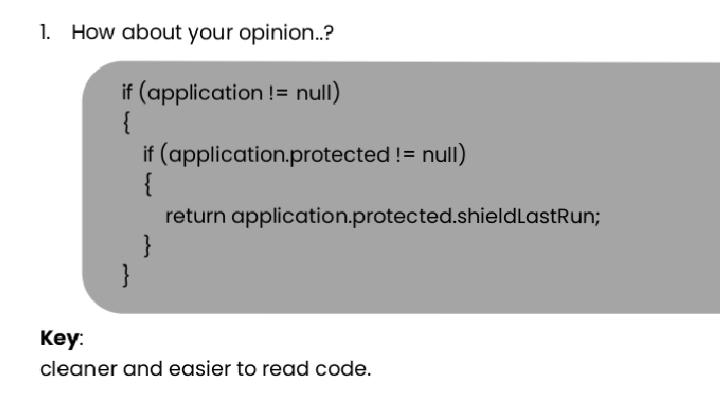 1. How about your opinion..?
if (application != null)
{
if (application.protected != null)
{
return application.protected.shieldLastRun;
}
}
Key:
cleaner and easier to read code.